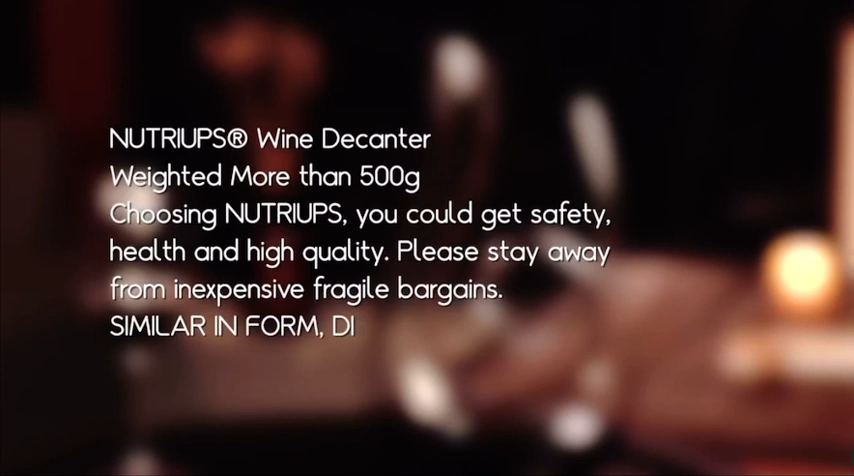 NUTRIUPS® Wine Decanter
Weighted More than 500g
Choosing NUTRIUPS, you could get safety,
health and high quality. Please stay away
from inexpensive fragile bargains.
SIMILAR IN FORM, DI